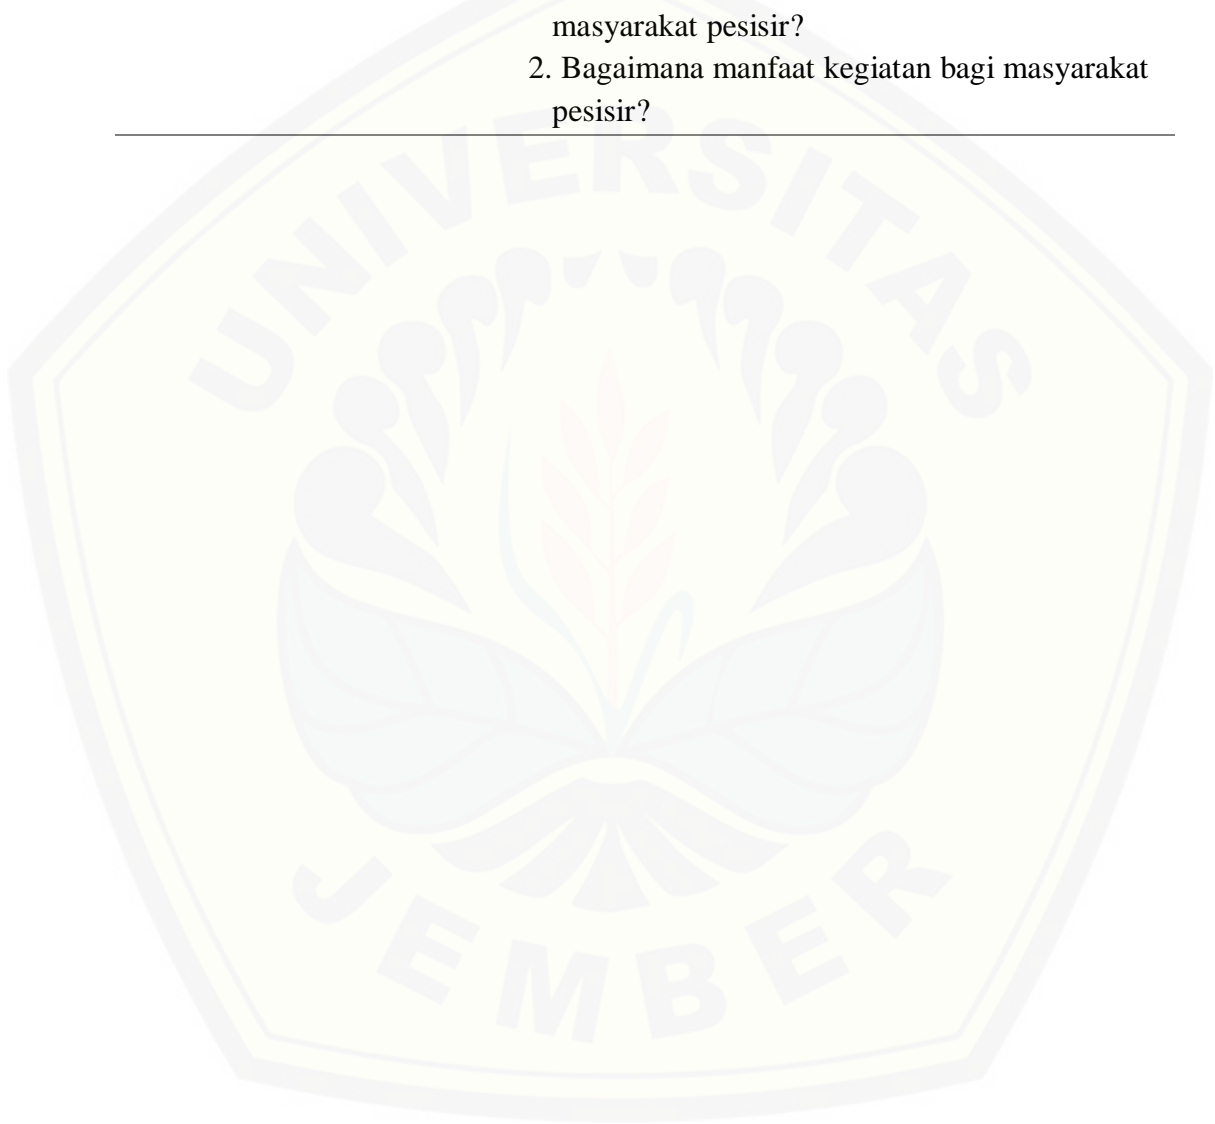 masyarakat pesisir?
2. Bagaimana manfaat kegiatan bagi masyarakat
pesisir?
UNIVERSITAS
JEMBER